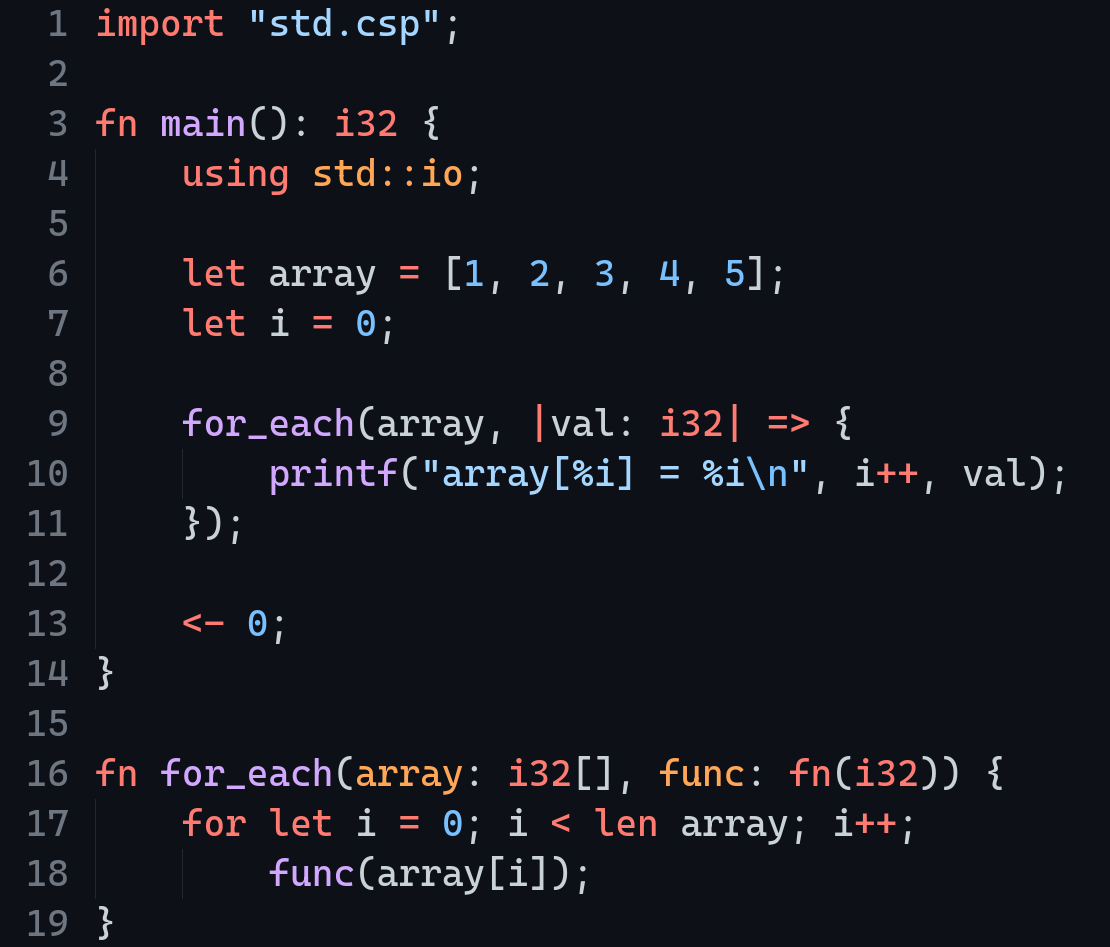 1 import "std.csp";
2
3 fn main(): i32 {
4     using std::io;
5
6     let array = [1, 2, 3, 4, 5];
7     let i = 0;
8
9     for_each(array, |val: i32| => {
10         printf("array[%i] = %i\n", i++, val);
11     });
12
13     <- 0;
14 }
15
16 fn for_each(array: i32[], func: fn(i32)) {
17     for let i = 0; i < len array; i++;
18         func(array[i]);
19 }